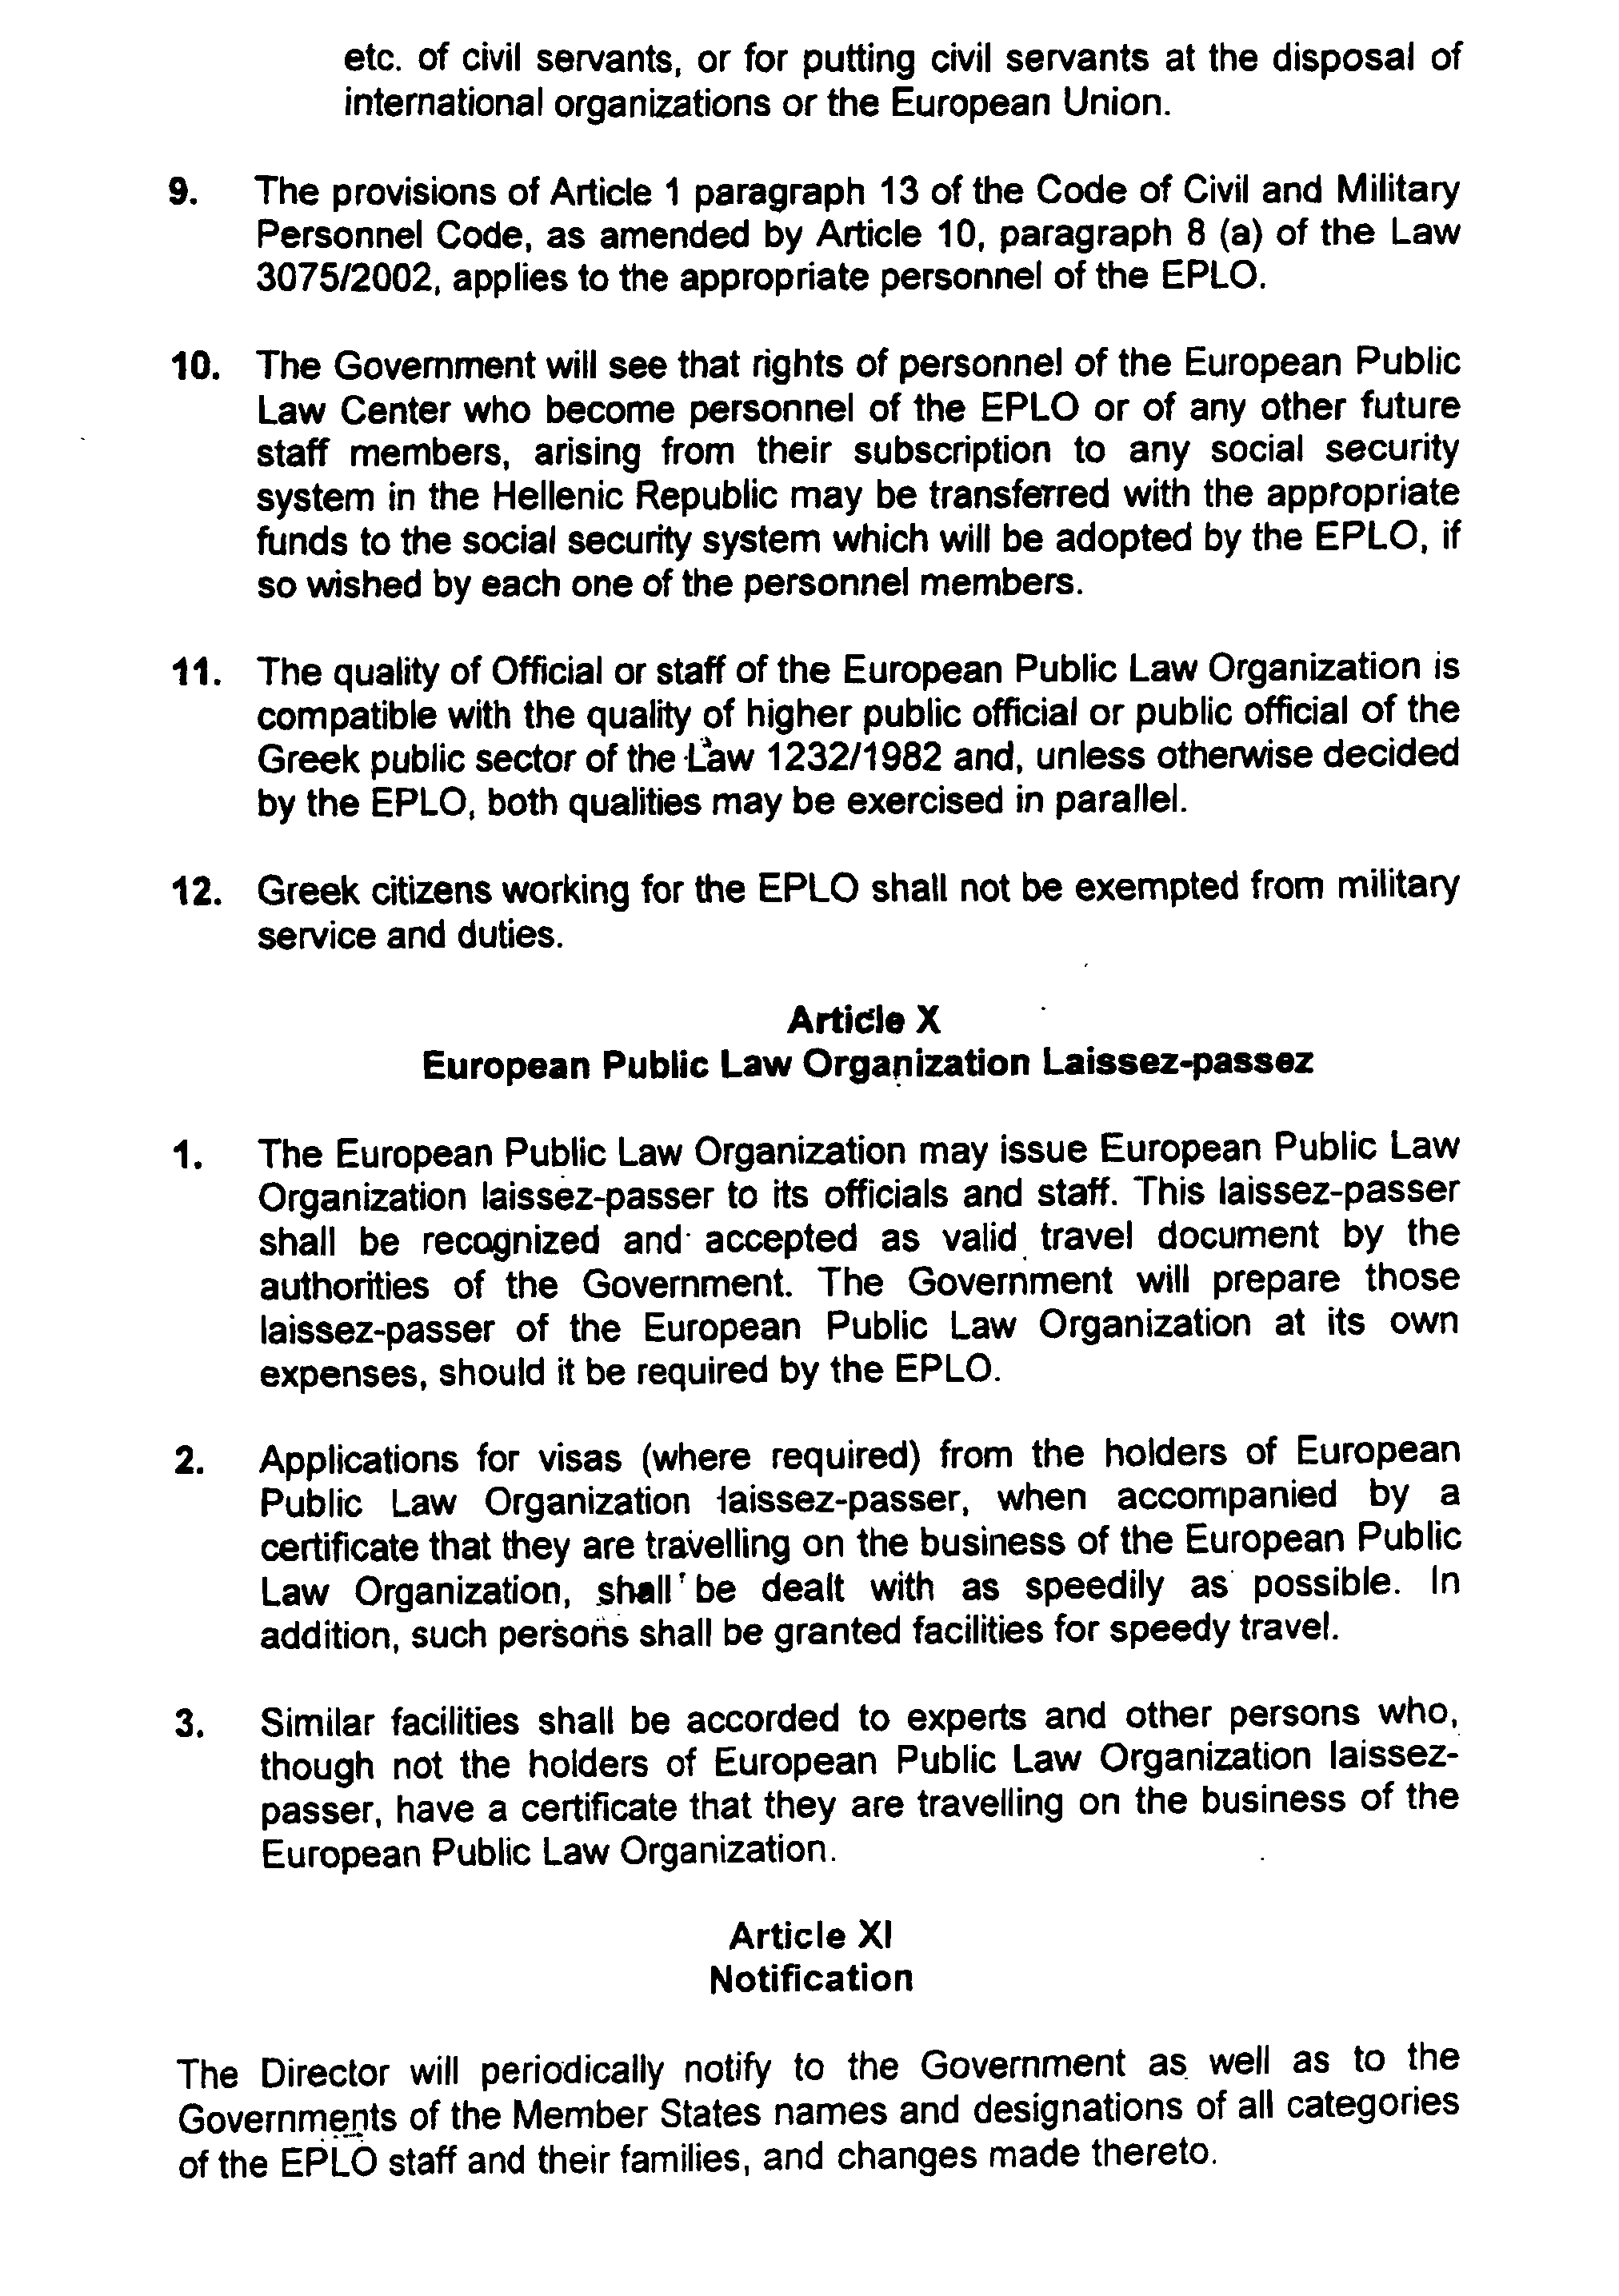 etc. of civil servants, or for putting civil servants at the disposal of
international organizations or the European Union.
9. The provisions of Article 1 paragraph 13 of the Code of Civil and Military
Personnel Code, as amended by Article 10, paragraph 8 (a) of the Law
3075/2002, applies to the appropriate personnel of the EPLO.
10. The Government will see that rights of personnel of the European Public
Law Center who become personnel of the EPLO or of any other future
staff members, arising from their subscription to any social security
system in the Hellenic Republic may be transferred with the appropriate
funds to the social security system which will be adopted by the EPLO, if
so wished by each one of the personnel members.
11. The quality of Official or staff of the European Public Law Organization is
compatible with the quality of higher public official or public official of the
Greek public sector of the Law 1232/1982 and, unless otherwise decided
by the EPLO, both qualities may be exercised in parallel.
12. Greek citizens working for the EPLO shall not be exempted from military
service and duties.
Article X
European Public Law Organization Laissez-passez
1. The European Public Law Organization may issue European Public Law
Organization laissez-passer to its officials and staff. This laissez-passer
shall be recognized and accepted as valid travel document by the
authorities of the Government. The Government will prepare those
laissez-passer of the European Public Law Organization at its own
expenses, should it be required by the EPLO.
2. Applications for visas (where required) from the holders of European
Public Law Organization laissez-passer, when accompanied by a
certificate that they are travelling on the business of the European Public
Law Organization, shall be dealt with as speedily as possible. In
addition, such persons shall be granted facilities for speedy travel.
3. Similar facilities shall be accorded to experts and other persons who,
though not the holders of European Public Law Organization laissez-
passer, have a certificate that they are travelling on the business of the
European Public Law Organization.
Article XI
Notification
The Director will periodically notify to the Government as well as to the
Governments of the Member States names and designations of all categories
of the EPLO staff and their families, and changes made thereto.